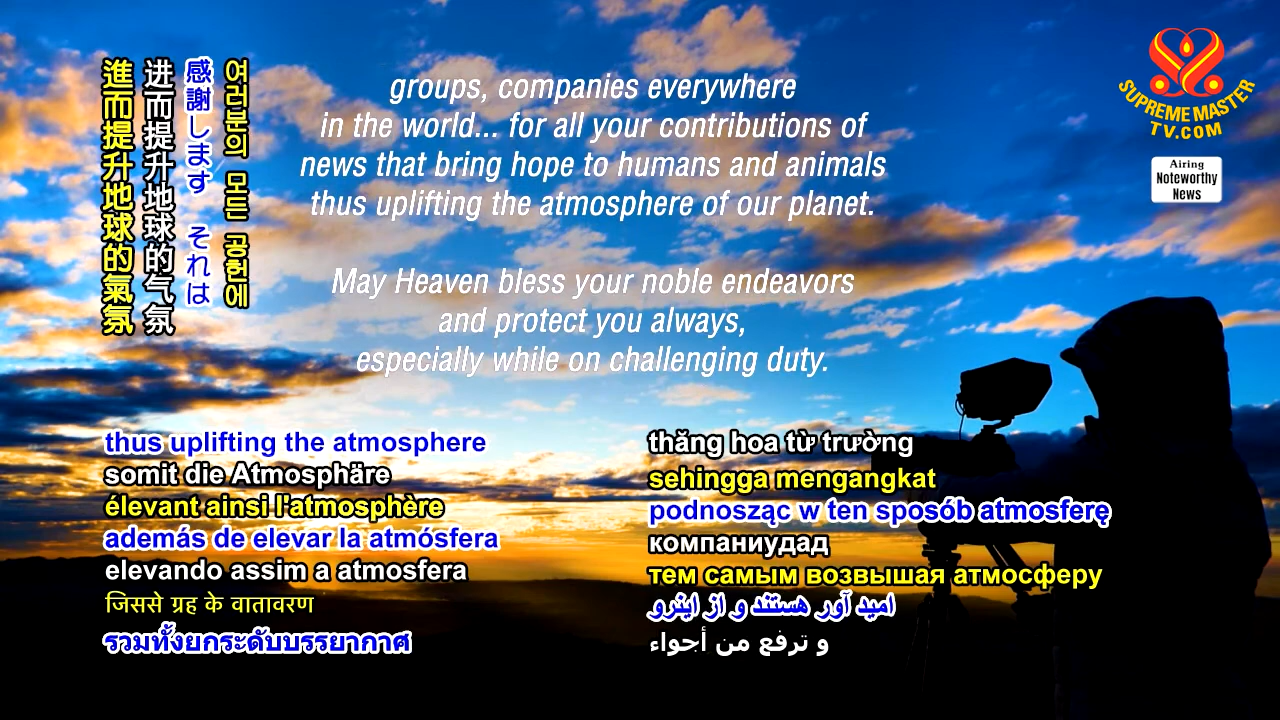 groups, companies everywhere
in the world... for all your contributions of
news that bring hope to humans and animals
thus uplifting the atmosphere of our planet.
May Heaven bless your noble endeavors
and protect you always,
especially while on challenging duty.
여러분의 모든 공헌에
感謝します それは
进而提升地球的气氛
進而提升地球的氣氛
SUPREME MASTER
TV.COM
Airing
Noteworthy
News
thus uplifting the atmosphere
somit die Atmosphäre
élevant ainsi l'atmosphère
además de elevar la atmósfera
elevando assim a atmosfera
जिससे ग्रह के वातावरण
รวมทั้งยกระดับบรรยากาศ
thăng hoa từ trường
sehingga mengangkat
podnosząc w ten sposób atmosferę
компаниудад
тем самым возвышая атмосферу
امید آور هستند و از اینرو
و ترفع من أجواء